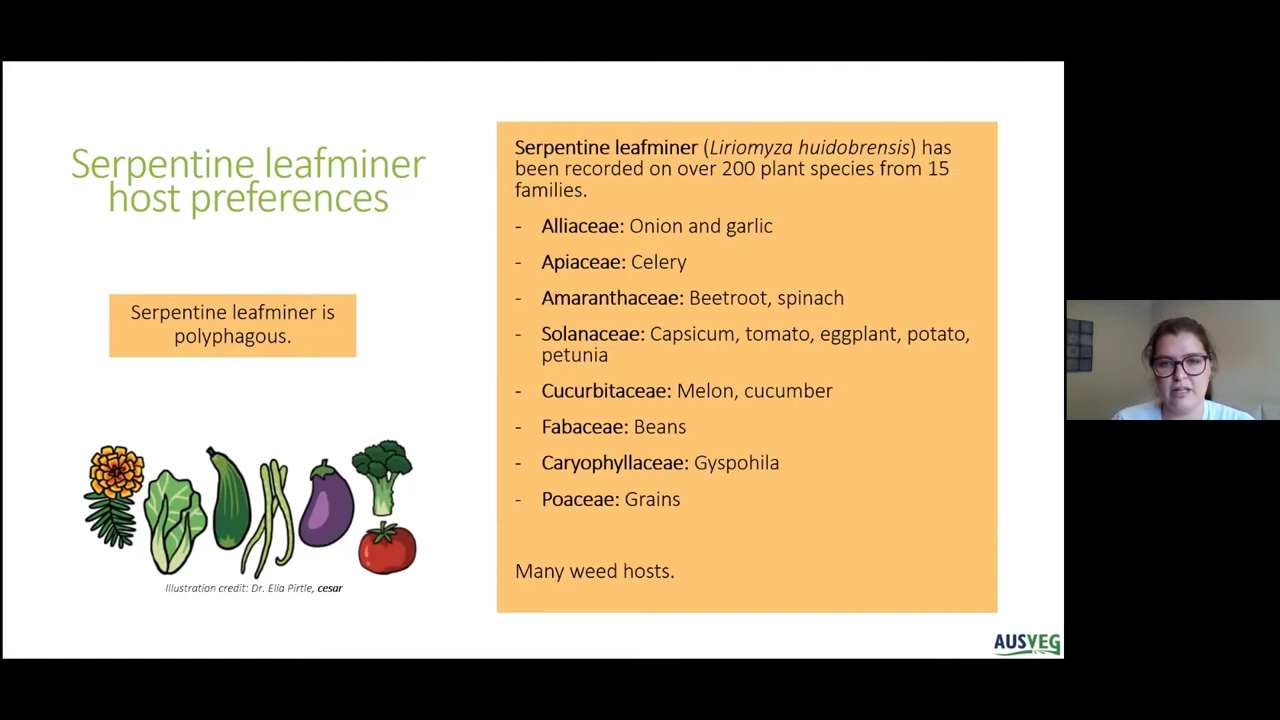 Serpentine leafminer
host preferences
Serpentine leafminer is
polyphagous.
Illustration credit: Dr. Elia Pirtle, cesar
Serpentine leafminer (Liriomyza huidobrensis) has
been recorded on over 200 plant species from 15
families.
- Alliaceae: Onion and garlic
- Apiaceae: Celery
- Amaranthaceae: Beetroot, spinach
- Solanaceae: Capsicum, tomato, eggplant, potato,
petunia
- Cucurbitaceae: Melon, cucumber
- Fabaceae: Beans
- Caryophyllaceae: Gyspohila
- Poaceae: Grains
Many weed hosts.
AUSVEG